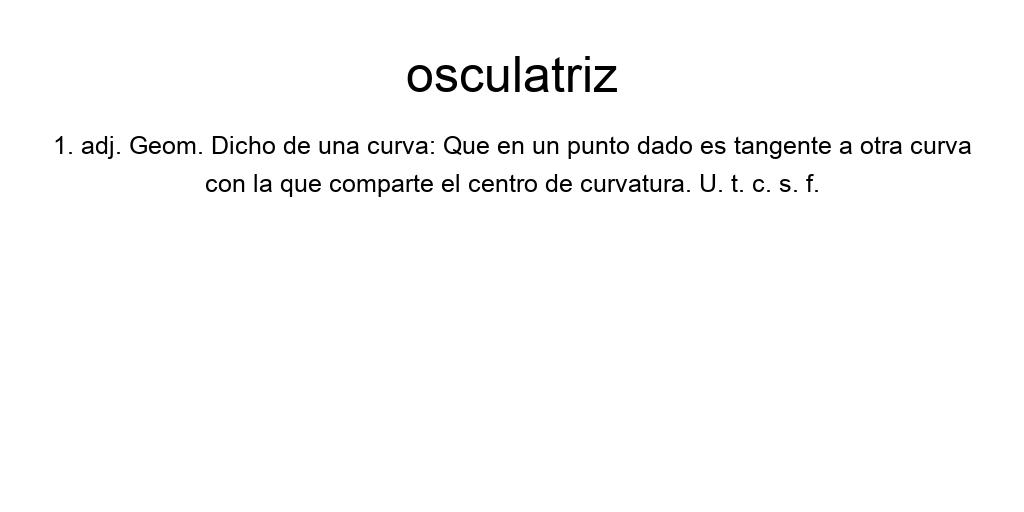 osculatriz
1. adj. Geom. Dicho de una curva: Que en un punto dado es tangente a otra curva
con la que comparte el centro de curvatura. U. t. c. s. f.